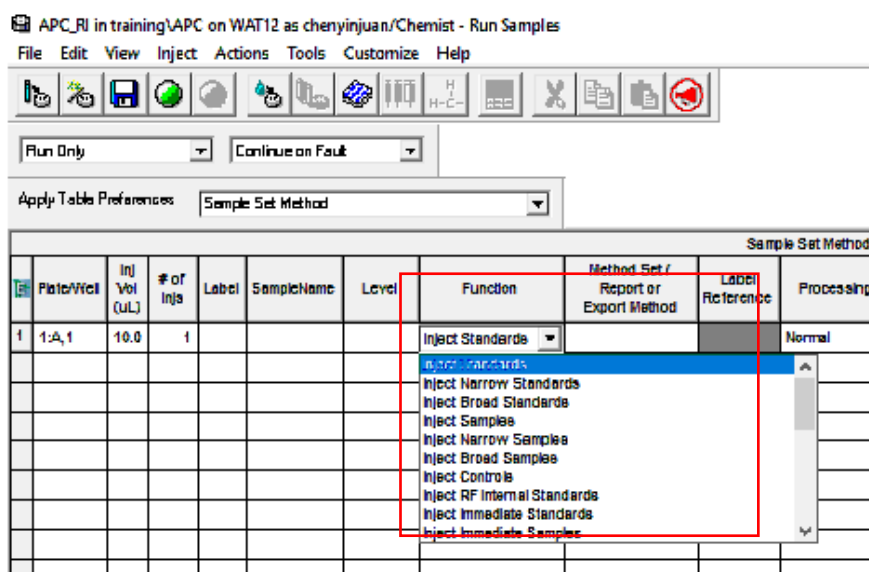 APC_RI in training\APC on WAT12 as chenyinjuan/Chemist - Run Samples
File Edit View Inject Actions Tools Customize Help
H
H-C-
Run Only Continue on Fault
Apply Table Preferences Sample Set Method
Sample Set Method
Plate/Well Inj Vol (uL) # of Injs Label SampleName Level Function Method Set / Report or Export Method Label Reference Processing
1 1:A,1 10.0 1 Inject Standards Normal
Inject Standards
Inject Narrow Standards
Inject Broad Standards
Inject Samples
Inject Narrow Samples
Inject Broad Samples
Inject Controls
Inject RF Internal Standards
Inject Immediate Standards
Inject Immediate Samples